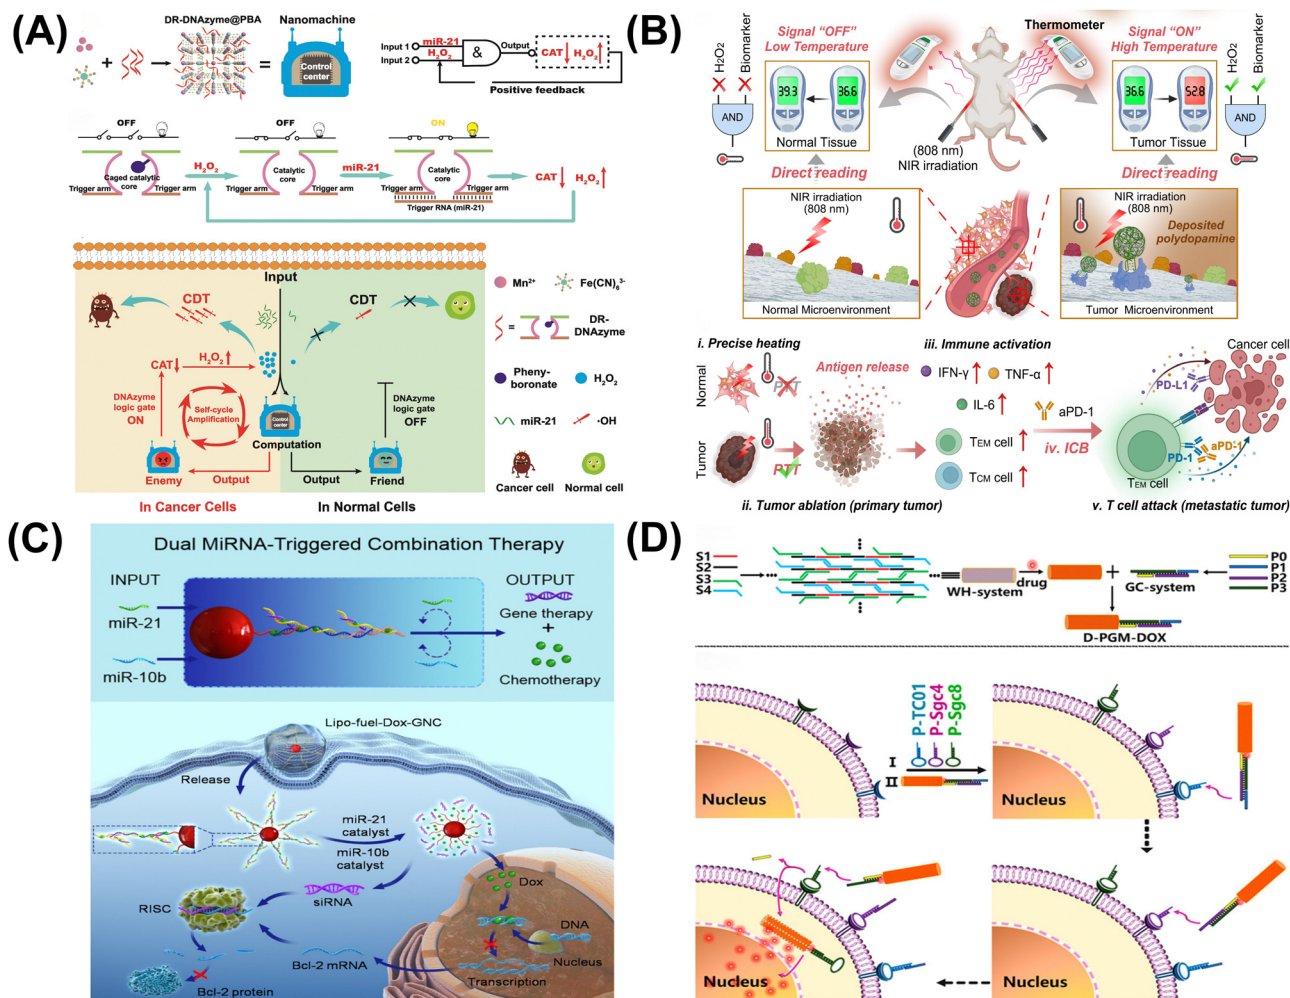 (A)
DR-DNAzyme@PBA
Nanomachine
Control
center
Input 1
miR-21
Input 2
H₂O₂
&
Output
CAT↓ H₂O₂↑
Positive feedback
OFF
OFF
ON
Caged catalytic
core
Trigger arm
Trigger arm
H₂O₂
Catalytic
core
Trigger arm
Trigger arm
miR-21
Catalytic
core
Trigger arm
Trigger arm
Trigger RNA (miR-21)
CAT↓ H₂O₂↑
Input
CDT
CDT
CAT↓
H₂O₂↑
DNAzyme
logic gate
ON
Self-cycle
Amplification
Control
center
Computation
DNAzyme
logic gate
OFF
Enemy
Output
Output
Friend
In Cancer Cells
In Normal Cells
Mn²⁺
Fe(CN)₆³⁻
DR-
DNAzyme
Pheny-
boronate
H₂O₂
miR-21
·OH
Cancer cell
Normal cell
(B)
H₂O₂
Biomarker
AND
Signal “OFF”
Low Temperature
39.3
36.6
Normal Tissue
Thermometer
(808 nm)
NIR irradiation
Signal “ON”
High Temperature
36.6
52.8
Tumor Tissue
H₂O₂
Biomarker
AND
Direct reading
Direct reading
NIR irradiation
(808 nm)
Normal Microenvironment
NIR irradiation
(808 nm)
Deposited
polydopamine
Tumor Microenvironment
i. Precise heating
iii. Immune activation
Normal
PTT
Tumor
PTT
Antigen release
IFN-γ
TNF-α
IL-6
TEM cell
TCM cell
aPD-1
iv. ICB
Cancer cell
PD-L1
PD-1
aPD-1
TEM cell
ii. Tumor ablation (primary tumor)
v. T cell attack (metastatic tumor)
(C)
Dual MiRNA-Triggered Combination Therapy
INPUT
miR-21
miR-10b
OUTPUT
Gene therapy
+
Chemotherapy
Lipo-fuel-Dox-GNC
Release
miR-21
catalyst
miR-10b
catalyst
Dox
siRNA
RISC
DNA
Nucleus
Bcl-2 mRNA
Transcription
Bcl-2 protein
(D)
S1
S2
S3
S4
WH-system
drug
+
GC-system
P0
P1
P2
P3
D-PGM-DOX
P-TC01
P-Sgc4
P-Sgc8
I
II
Nucleus
Nucleus
Nucleus
Nucleus